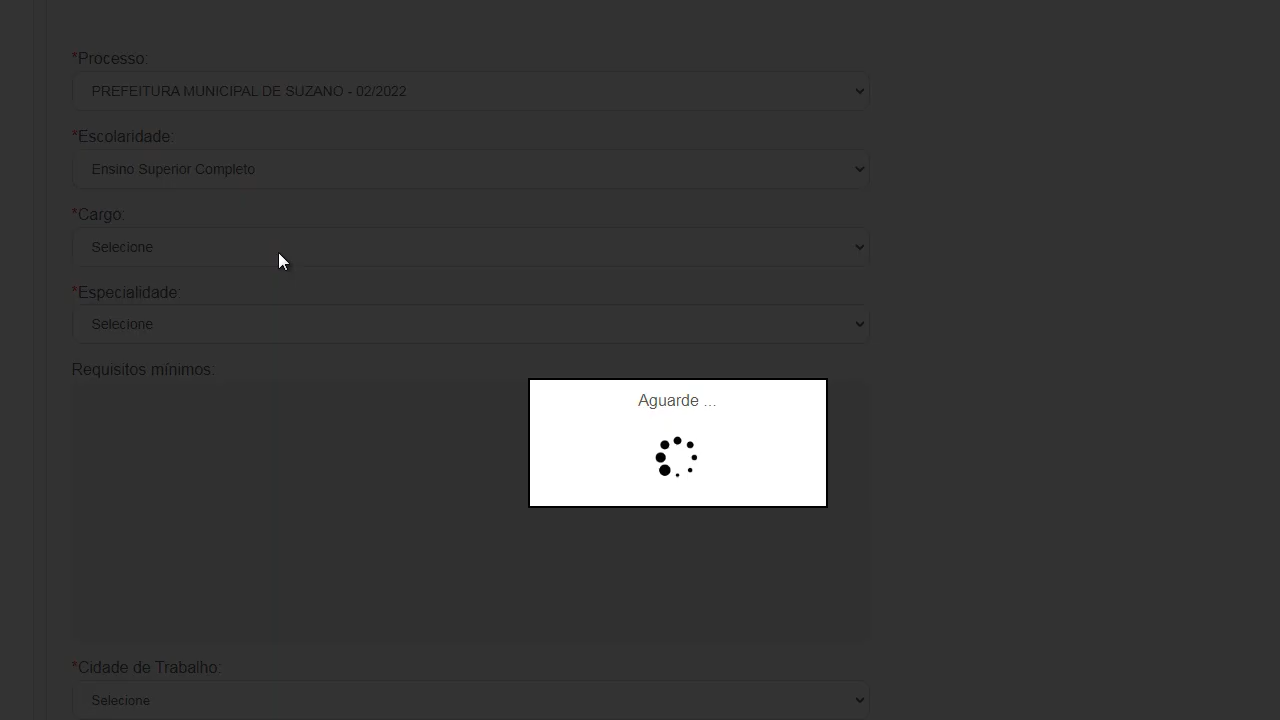 *Processo:
PREFEITURA MUNICIPAL DE SUZANO - 02/2022
*Escolaridade:
Ensino Superior Completo
*Cargo:
Selecione
*Especialidade:
Selecione
Requisitos mínimos:
Aguarde ...
*Cidade de Trabalho:
Selecione